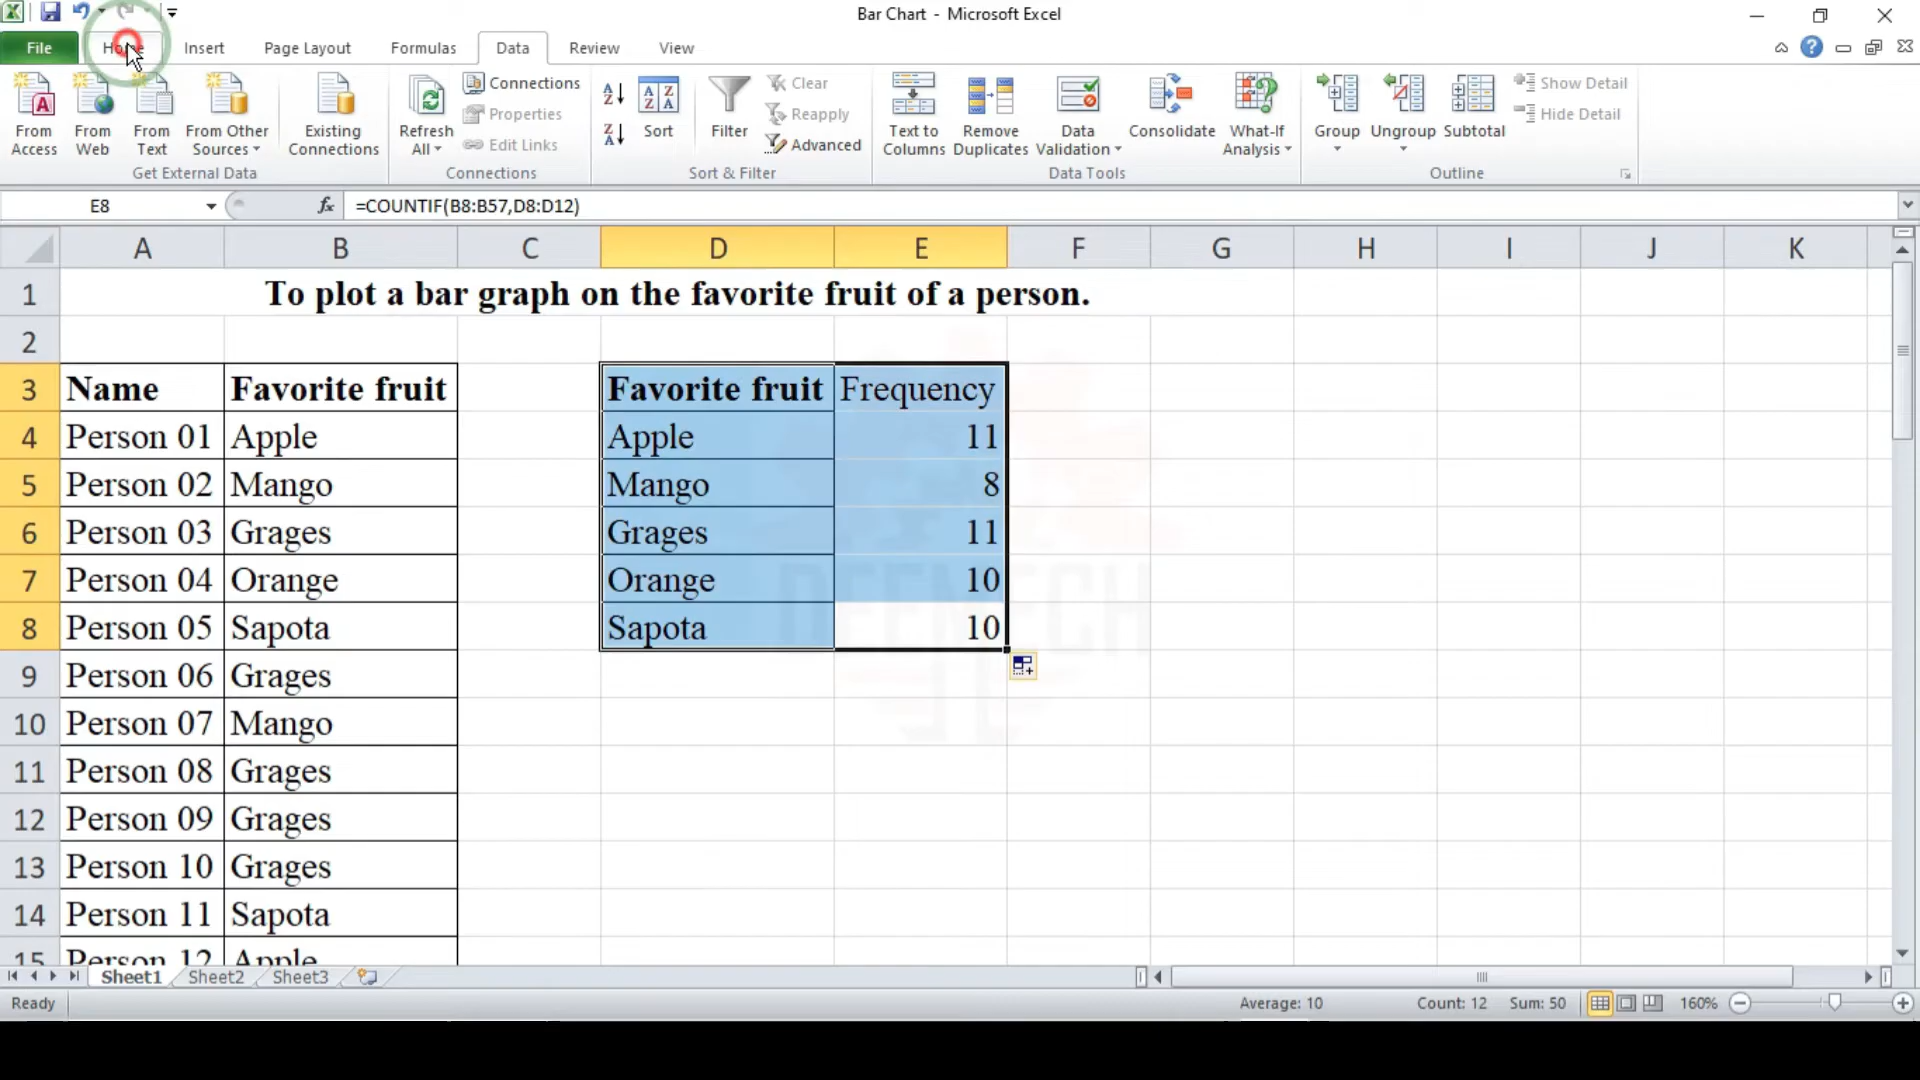 Bar Chart - Microsoft Excel
File Home Insert Page Layout Formulas Data Review View
From Access
From Web
From Text
From Other Sources
Existing Connections
Get External Data
Refresh All
Connections
Properties
Edit Links
Connections
Sort
Filter
Clear
Reapply
Advanced
Sort & Filter
Text to Columns
Remove Duplicates
Data Validation
Consolidate
What-If Analysis
Data Tools
Group
Ungroup
Subtotal
Show Detail
Hide Detail
Outline
E8 fx =COUNTIF(B8:B57,D8:D12)
A B C D E F G H I J K
1 To plot a bar graph on the favorite fruit of a person.
2
3 Name Favorite fruit Favorite fruit Frequency
4 Person 01 Apple Apple 11
5 Person 02 Mango Mango 8
6 Person 03 Grages Grages 11
7 Person 04 Orange Orange 10
8 Person 05 Sapota Sapota 10
9 Person 06 Grages
10 Person 07 Mango
11 Person 08 Grages
12 Person 09 Grages
13 Person 10 Grages
14 Person 11 Sapota
15 Person 12 Apple
Sheet1 Sheet2 Sheet3
Ready Average: 10 Count: 12 Sum: 50 160%